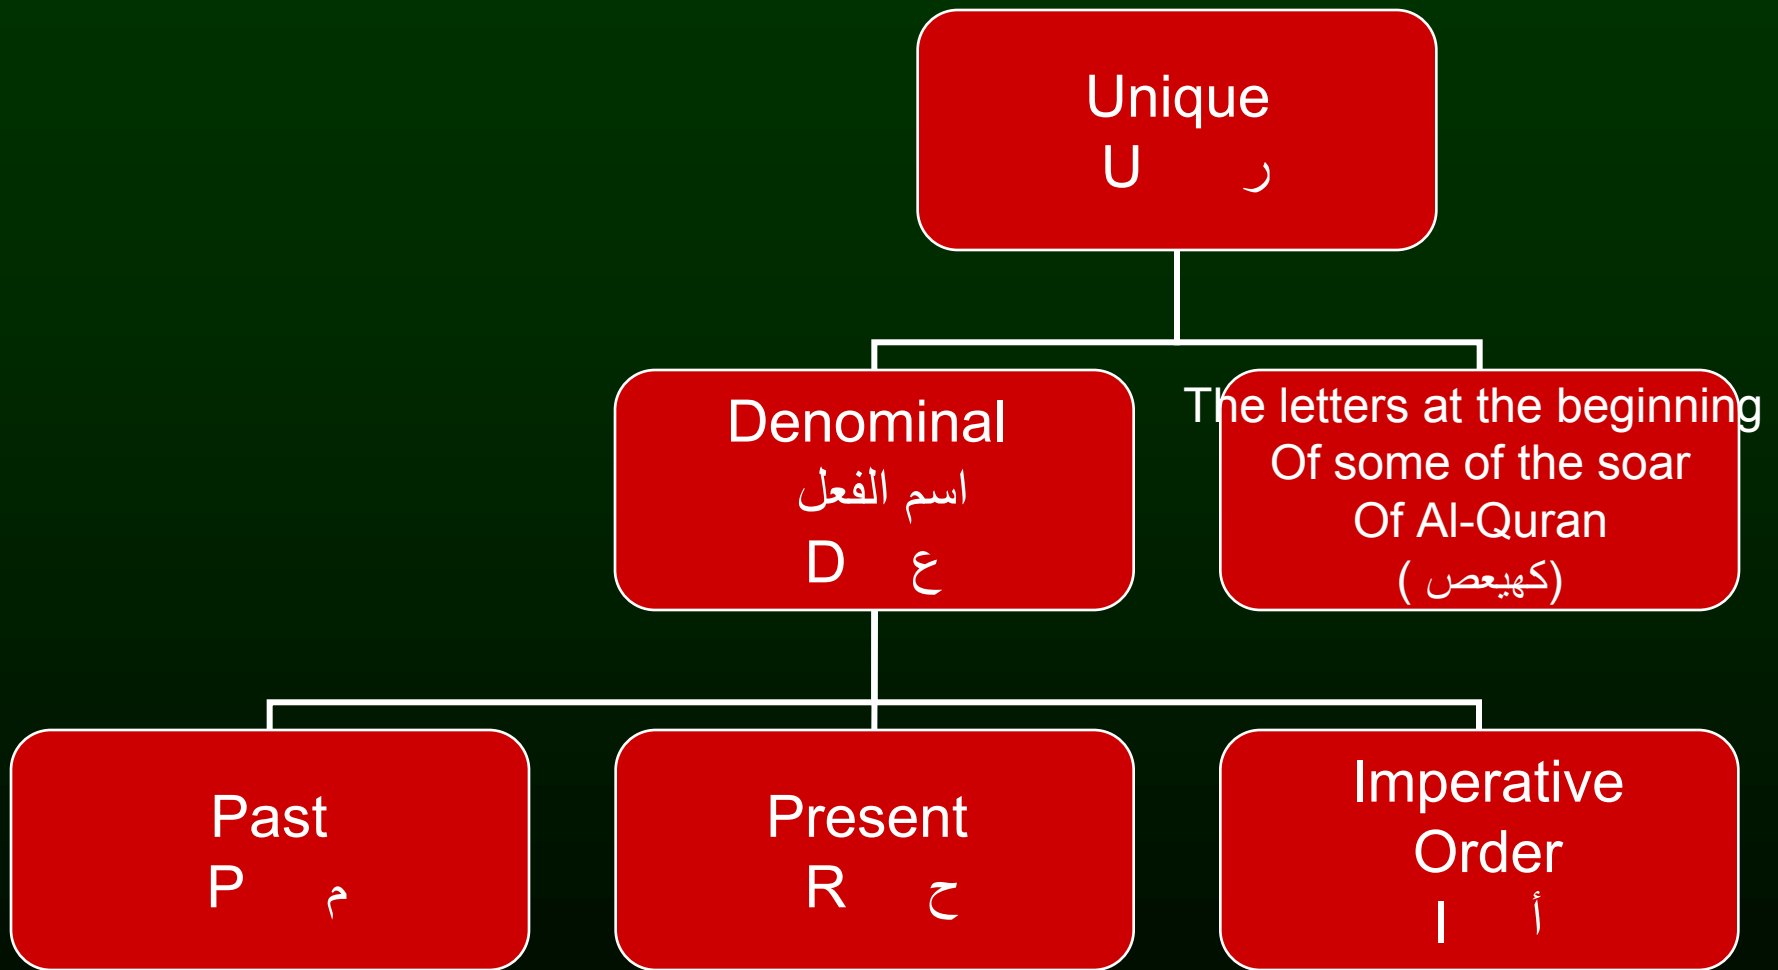 Unique
U ر
Denominal
اسم الفعل
D ع
The letters at the beginning
Of some of the soar
Of Al-Quran
(كهيعص )
Past
P م
Present
R ح
Imperative
Order
I أ